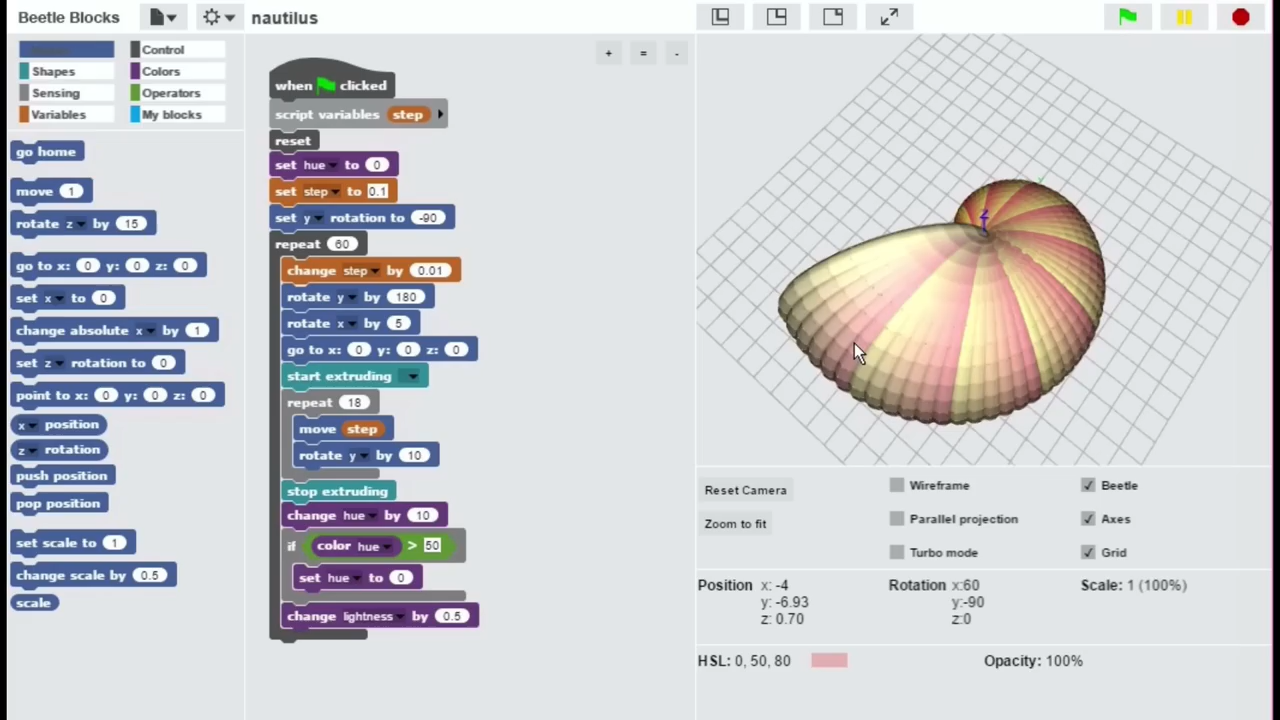 Beetle Blocks
nautilus
+ = -
Control
Shapes Colors
Sensing Operators
Variables My blocks
go home
move 1
rotate z by 15
go to x: 0 y: 0 z: 0
set x to 0
change absolute x by 1
set z rotation to 0
point to x: 0 y: 0 z: 0
x position
z rotation
push position
pop position
set scale to 1
change scale by 0.5
scale
when clicked
script variables step
reset
set hue to 0
set step to 0.1
set y rotation to -90
repeat 60
change step by 0.01
rotate y by 180
rotate x by 5
go to x: 0 y: 0 z: 0
start extruding
repeat 18
move step
rotate y by 10
stop extruding
change hue by 10
if color hue > 50
set hue to 0
change lightness by 0.5
Z
Reset Camera
Zoom to fit
Wireframe
Parallel projection
Turbo mode
Beetle
Axes
Grid
Position x: -4
y: -6.93
z: 0.70
Rotation x:60
y:-90
z:0
Scale: 1 (100%)
HSL: 0, 50, 80
Opacity: 100%